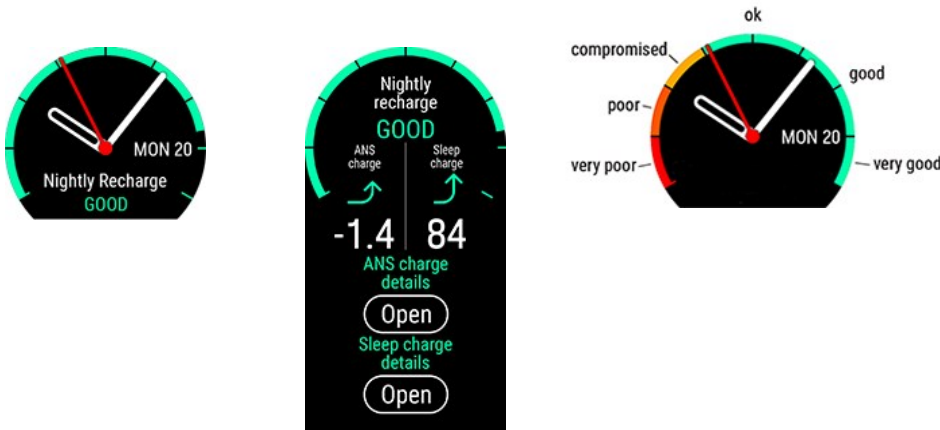 MON 20
Nightly Recharge
GOOD
Nightly
recharge
GOOD
ANS
charge
Sleep
charge
-1.4
84
ANS charge
details
Open
Sleep charge
details
Open
ok
compromised
good
poor
MON 20
very poor
very good